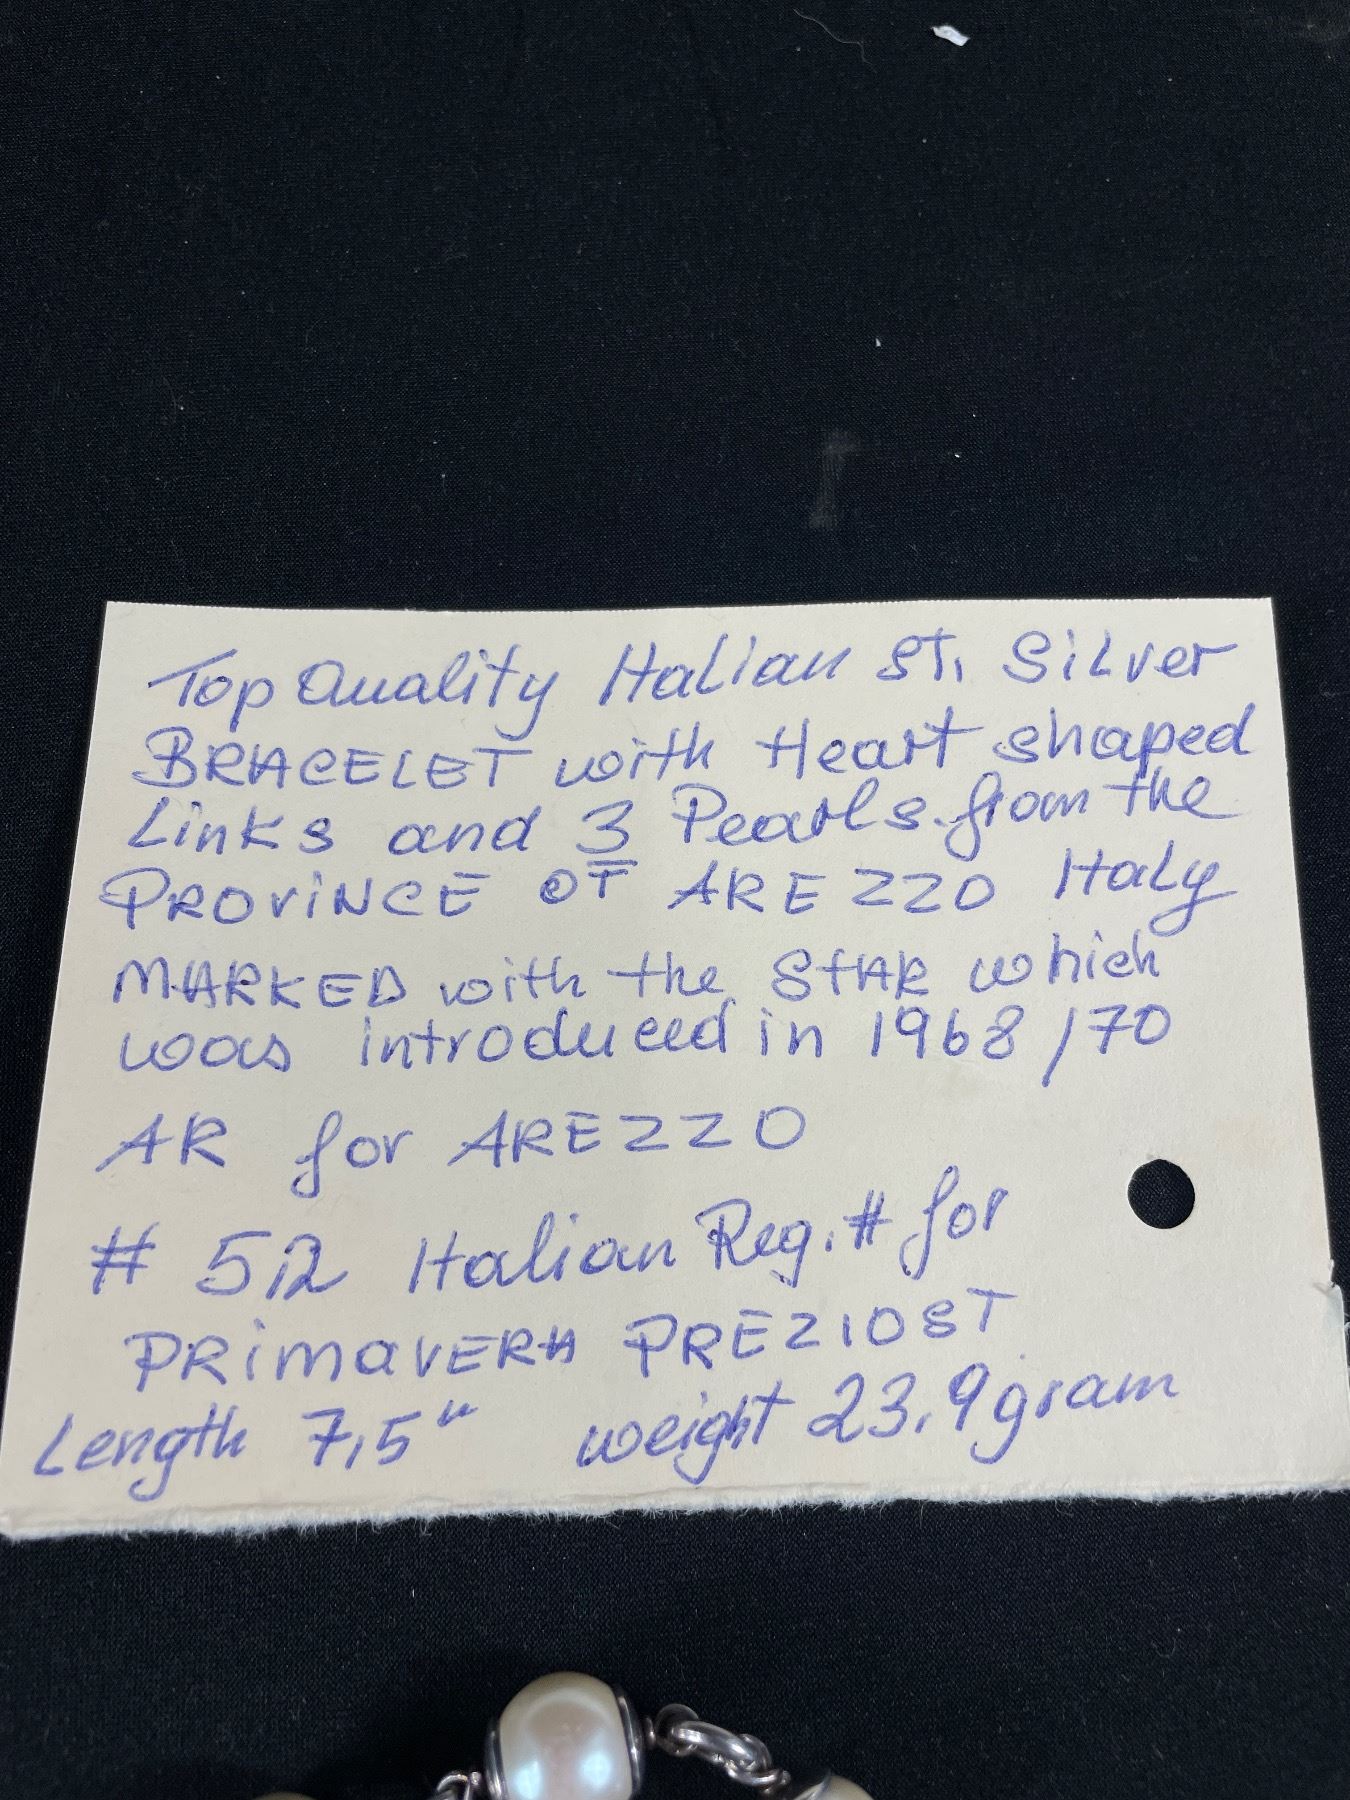 Top Quality Italian ST. SiLver
BRACELET with Heart shaped
Links and 3 Pearls from the
PROViNCE OF AREZZO Italy
MARKED with the STAR which
was introduced in 1968/70
AR for AREZZO
# 512 Italian Reg. # for
PRimaVERA PREZIOSI
Length 7,5" weight 23,9gram